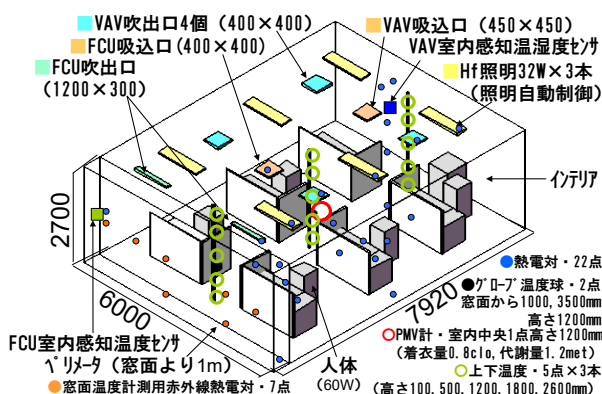 ■VAV吹出口4個 (400×400)
■FCU吸込口(400×400)
■FCU吹出口
(1200×300)
■VAV吸込口 (450×450)
VAV室内感知温湿度センサ
■Hf照明32W×3本
(照明自動制御)
インテリア
2700
6000
7920
FCU室内感知温度センサ
ペリメータ (窓面より1m)
●窓面温度計測用赤外線熱電対・7点
人体
(60W)
●熱電対・22点
●グローブ温度球・2点
窓面から1000, 3500mm
高さ1200mm
○PMV計・室内中央1点高さ1200mm
(着衣量0.8clo, 代謝量1.2met)
○上下温度・5点×3本
(高さ100, 500, 1200, 1800, 2600mm)